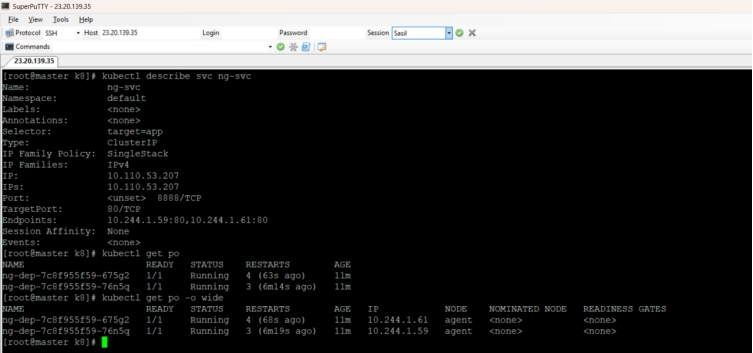 SuperPuTTY - 23.20.139.35
File View Tools Help
Protocol SSH Host 23.20.139.35 Login Password Session Sasil
Commands
23.20.139.35
[root@master k8]# kubectl describe svc ng-svc
Name: ng-svc
Namespace: default
Labels: <none>
Annotations: <none>
Selector: target=app
Type: ClusterIP
IP Family Policy: SingleStack
IP Families: IPv4
IP: 10.110.53.207
IPs: 10.110.53.207
Port: <unset> 8888/TCP
TargetPort: 80/TCP
Endpoints: 10.244.1.59:80,10.244.1.61:80
Session Affinity: None
Events: <none>
[root@master k8]# kubectl get po
NAME READY STATUS RESTARTS AGE
ng-dep-7c8f955f59-675g2 1/1 Running 4 (63s ago) 11m
ng-dep-7c8f955f59-76n5q 1/1 Running 3 (6m14s ago) 11m
[root@master k8]# kubectl get po -o wide
NAME READY STATUS RESTARTS AGE IP NODE NOMINATED NODE READINESS GATES
ng-dep-7c8f955f59-675g2 1/1 Running 4 (68s ago) 11m 10.244.1.61 agent <none> <none>
ng-dep-7c8f955f59-76n5q 1/1 Running 3 (6m19s ago) 11m 10.244.1.59 agent <none> <none>
[root@master k8]#